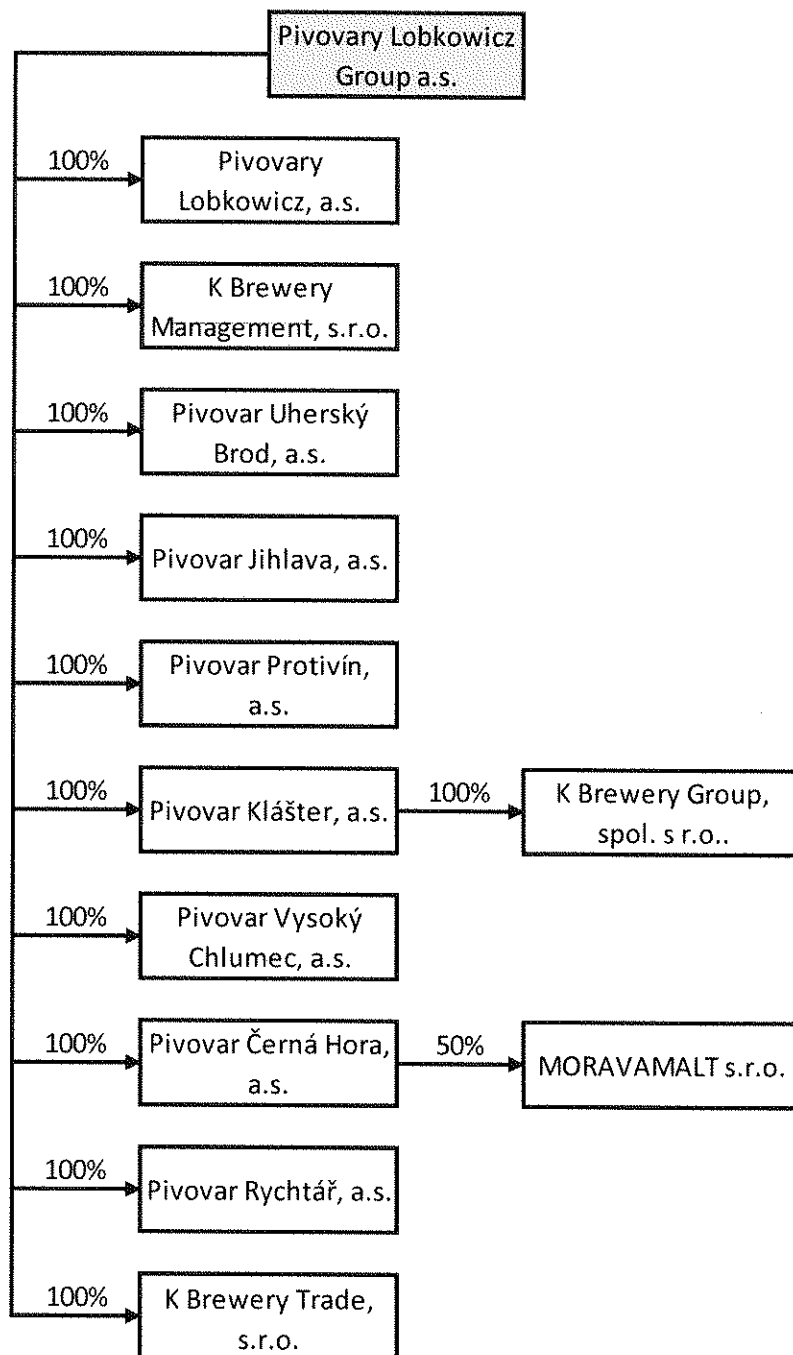 Pivovary Lobkowicz
Group a.s.
100%
Pivovary
Lobkowicz, a.s.
100%
K Brewery
Management, s.r.o.
100%
Pivovar Uherský
Brod, a.s.
100%
Pivovar Jihlava, a.s.
100%
Pivovar Protivín,
a.s.
100%
Pivovar Klášter, a.s.
100%
K Brewery Group,
spol. s r.o..
100%
Pivovar Vysoký
Chlumec, a.s.
100%
Pivovar Černá Hora,
a.s.
50%
MORAVAMALT s.r.o.
100%
Pivovar Rychtář, a.s.
100%
K Brewery Trade,
s.r.o.